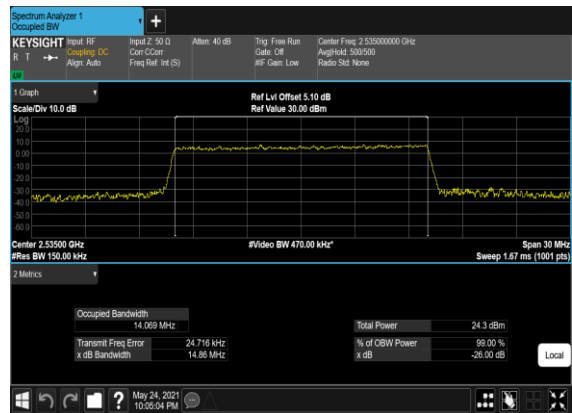 Spectrum Analyzer 1
Occupied BW
KEYSIGHT
R T
LW
Input: RF
Coupling: DC
Align: Auto
Input Z: 50 Ω
Corr CCorr
Freq Ref: Int (S)
Atten: 40 dB
Trig: Free Run
Gate: Off
#IF Gain: Low
Center Freq: 2.535000000 GHz
Avg|Hold: 500/500
Radio Std: None
1 Graph
Scale/Div 10.0 dB
Ref Lvl Offset 5.10 dB
Ref Value 30.00 dBm
Log
20.0
10.0
0.00
-10.0
-20.0
-30.0
-40.0
-50.0
-60.0
Center 2.53500 GHz
#Video BW 470.00 kHz*
Span 30 MHz
#Res BW 150.00 kHz
Sweep 1.67 ms (1001 pts)
2 Metrics
Occupied Bandwidth
14.069 MHz
Total Power 24.3 dBm
Transmit Freq Error 24.716 kHz
% of OBW Power 99.00 %
x dB Bandwidth 14.86 MHz
x dB -26.00 dB
Local
?
May 24, 2021
10:05:04 PM